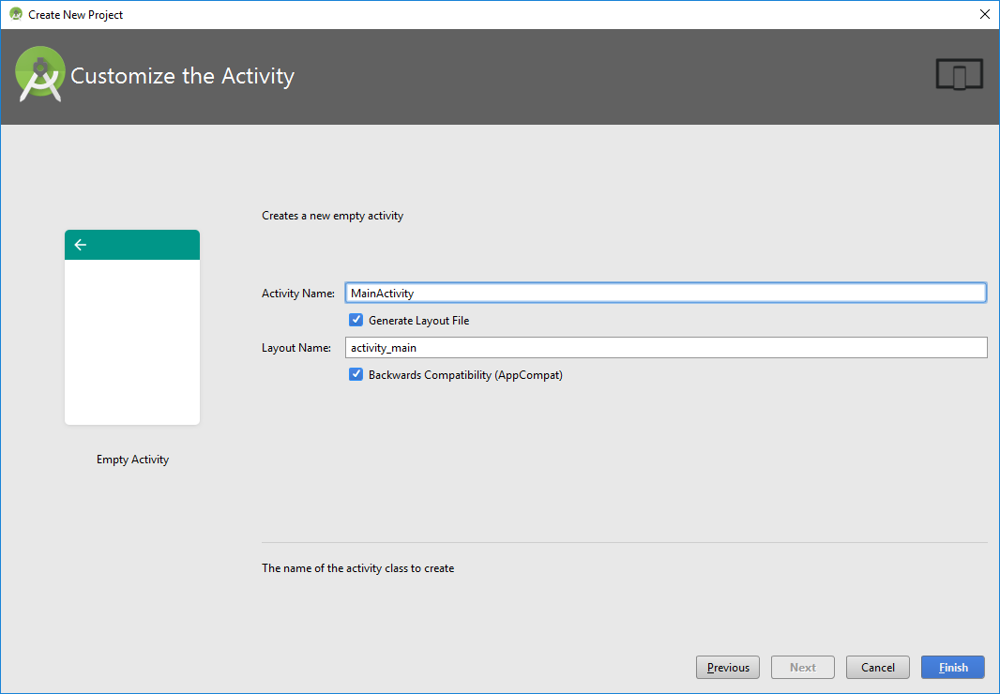 Create New Project
Customize the Activity
Creates a new empty activity
Activity Name: MainActivity
Generate Layout File
Layout Name: activity_main
Backwards Compatibility (AppCompat)
Empty Activity
The name of the activity class to create
Previous Next Cancel Finish